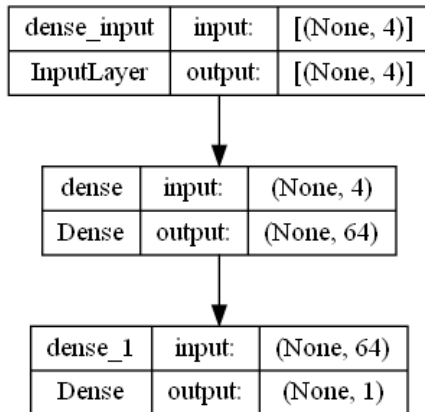 dense_input input: [(None, 4)]
InputLayer output: [(None, 4)]
dense input: (None, 4)
Dense output: (None, 64)
dense_1 input: (None, 64)
Dense output: (None, 1)